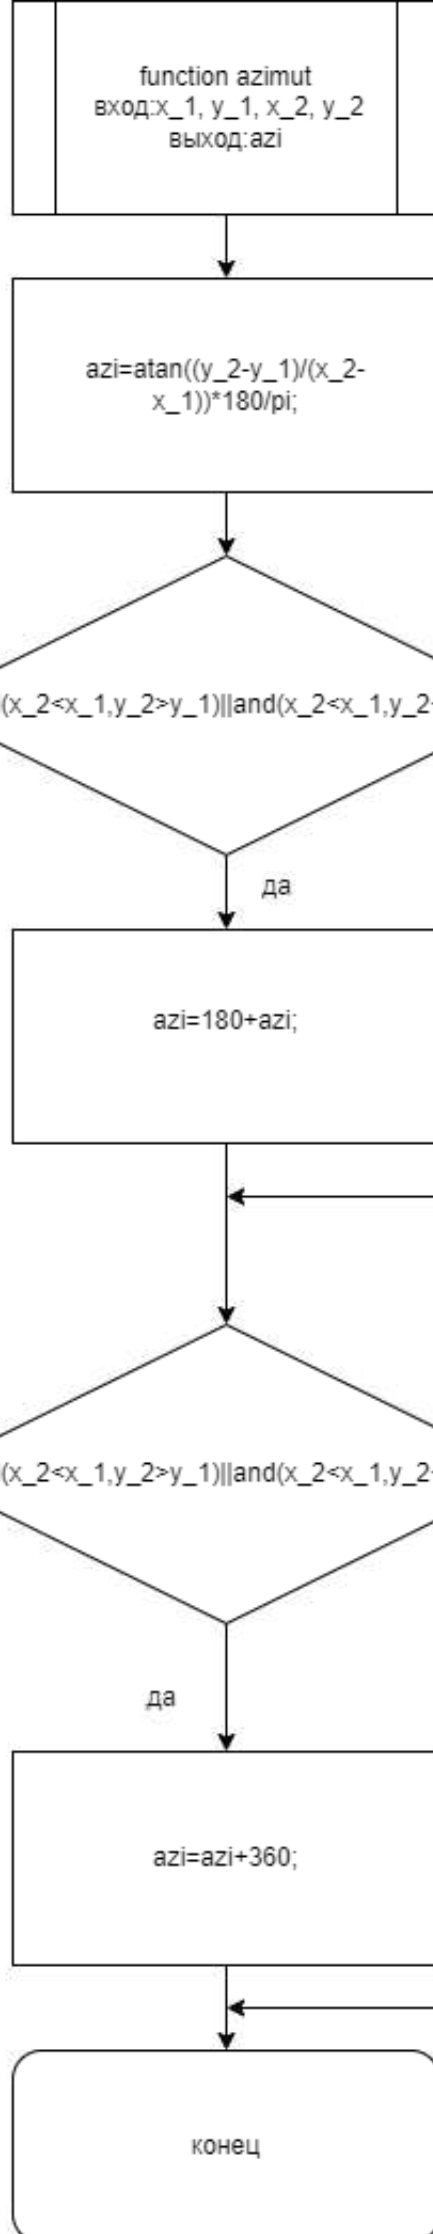 function azimut
вход:x_1, y_1, x_2, y_2
выход:azi
azi=atan((y_2-y_1)/(x_2-
x_1))*180/pi;
(x_2<x_1,y_2>y_1)||and(x_2<x_1,y_2
да
azi=180+azi;
(x_2<x_1,y_2>y_1)||and(x_2<x_1,y_2
да
azi=azi+360;
конец